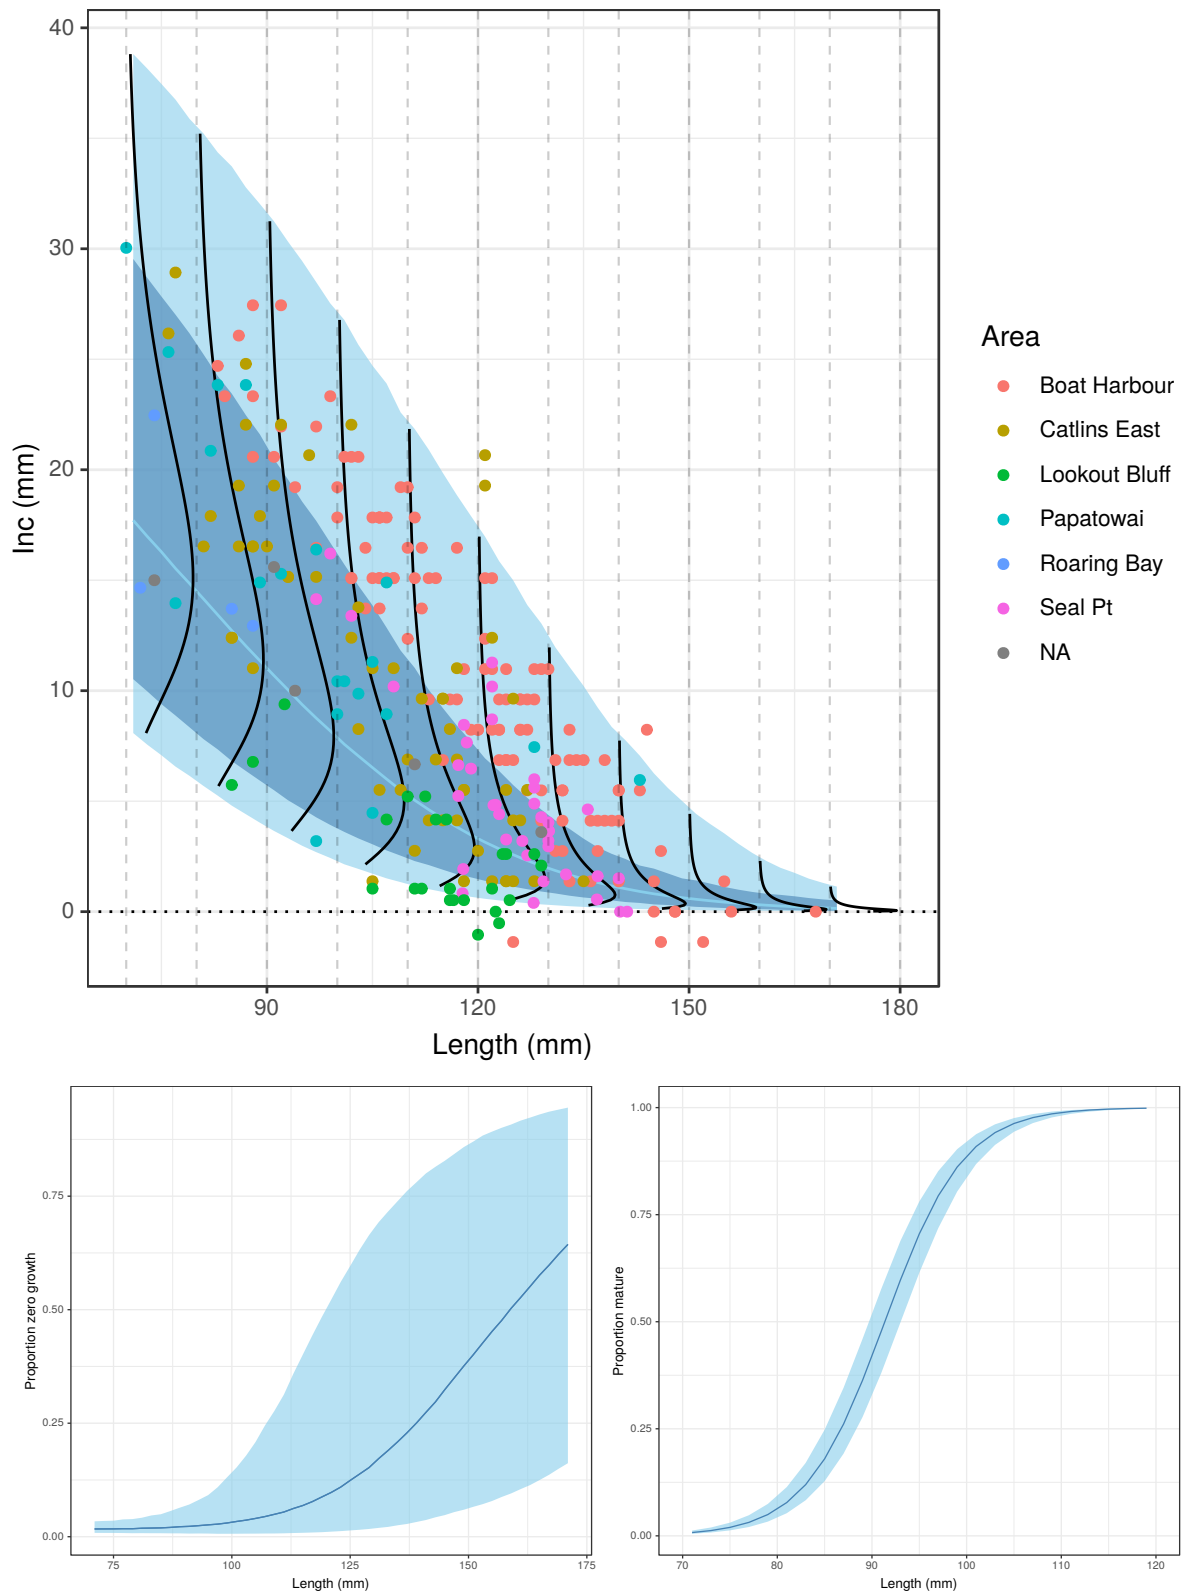 40
30
20
10
0
Inc (mm)
90 120 150 180
Length (mm)
Area
Boat Harbour
Catlins East
Lookout Bluff
Papatowai
Roaring Bay
Seal Pt
NA
0.75
0.50
0.25
0.00
Proportion zero growth
75 100 125 150 175
Length (mm)
1.00
0.75
0.50
0.25
0.00
Proportion mature
70 80 90 100 110 120
Length (mm)